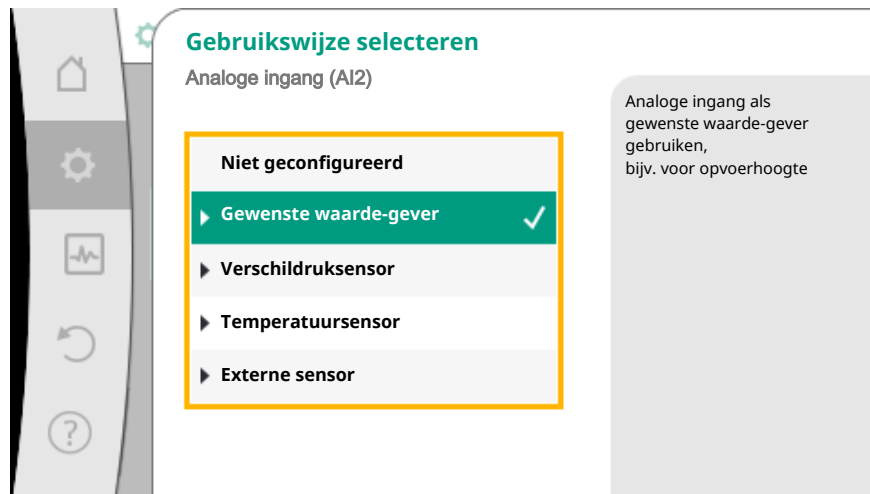 Gebruikswijze selecteren
Analoge ingang (AI2)
Niet geconfigureerd
Gewenste waarde-gever
Verschildruksensor
Temperatuursensor
Externe sensor
Analoge ingang als
gewenste waarde-gever
gebruiken,
bijv. voor opvoerhoogte
?